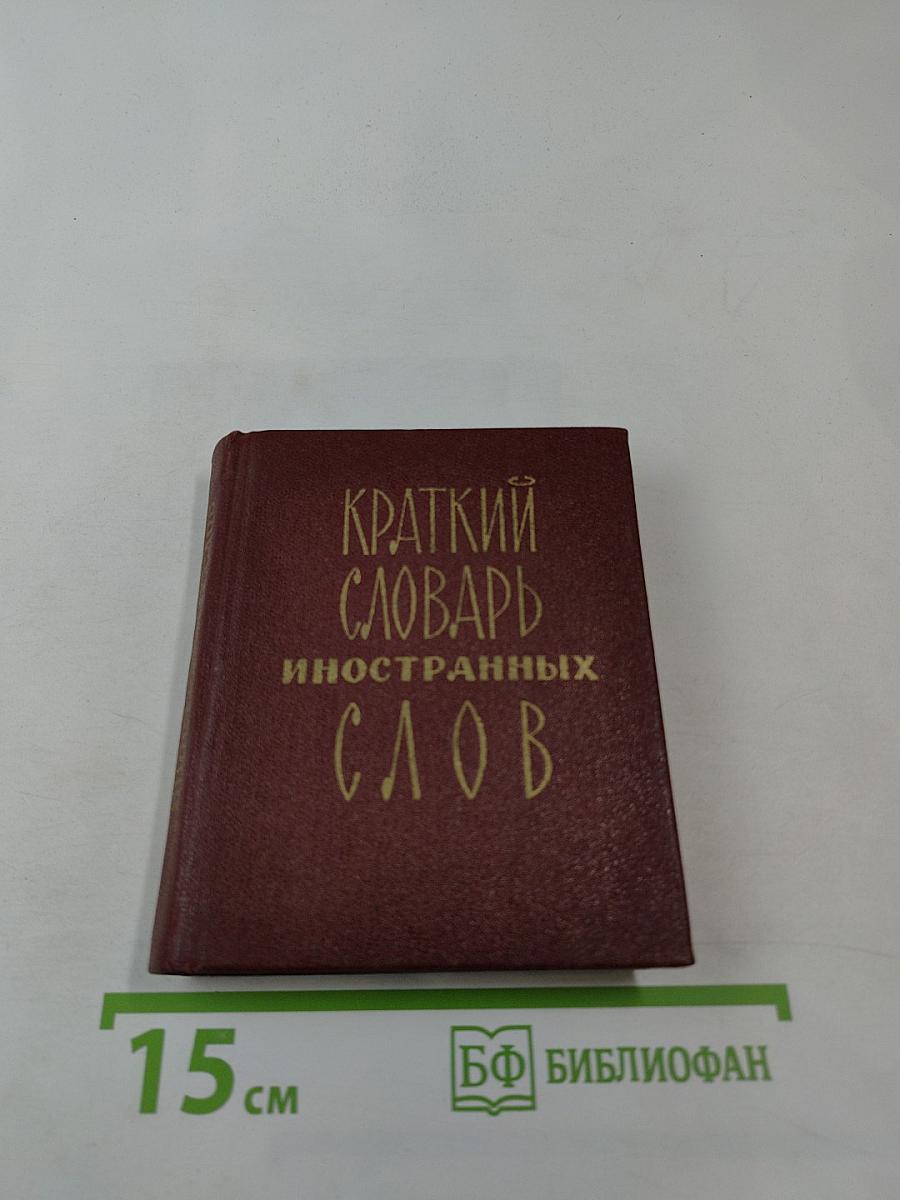 КРАТКИЙ
СЛОВАРЬ
ИНОСТРАННЫХ
СЛОВ
15 см
БФ БИБЛИОФАН